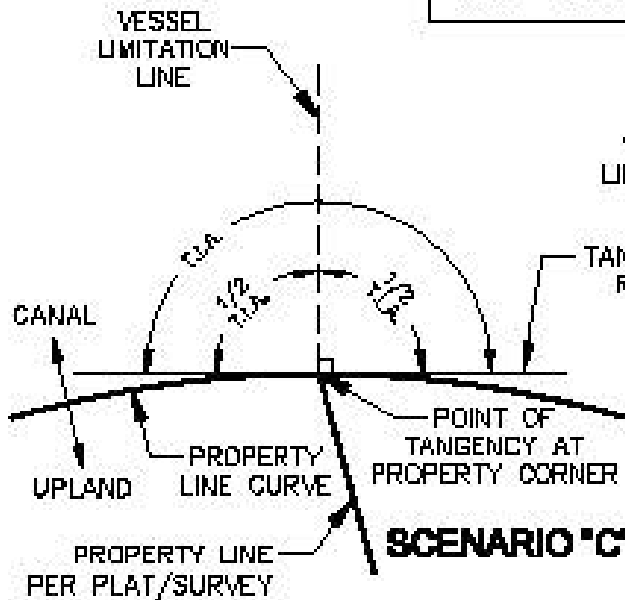 VESSEL
LIMITATION
LINE
T.I.A.
1/2
T.I.A.
1/2
T.I.A.
CANAL
UPLAND
PROPERTY
LINE CURVE
POINT OF
TANGENCY AT
PROPERTY CORNER
PROPERTY LINE
PER PLAT/SURVEY
SCENARIO "C"